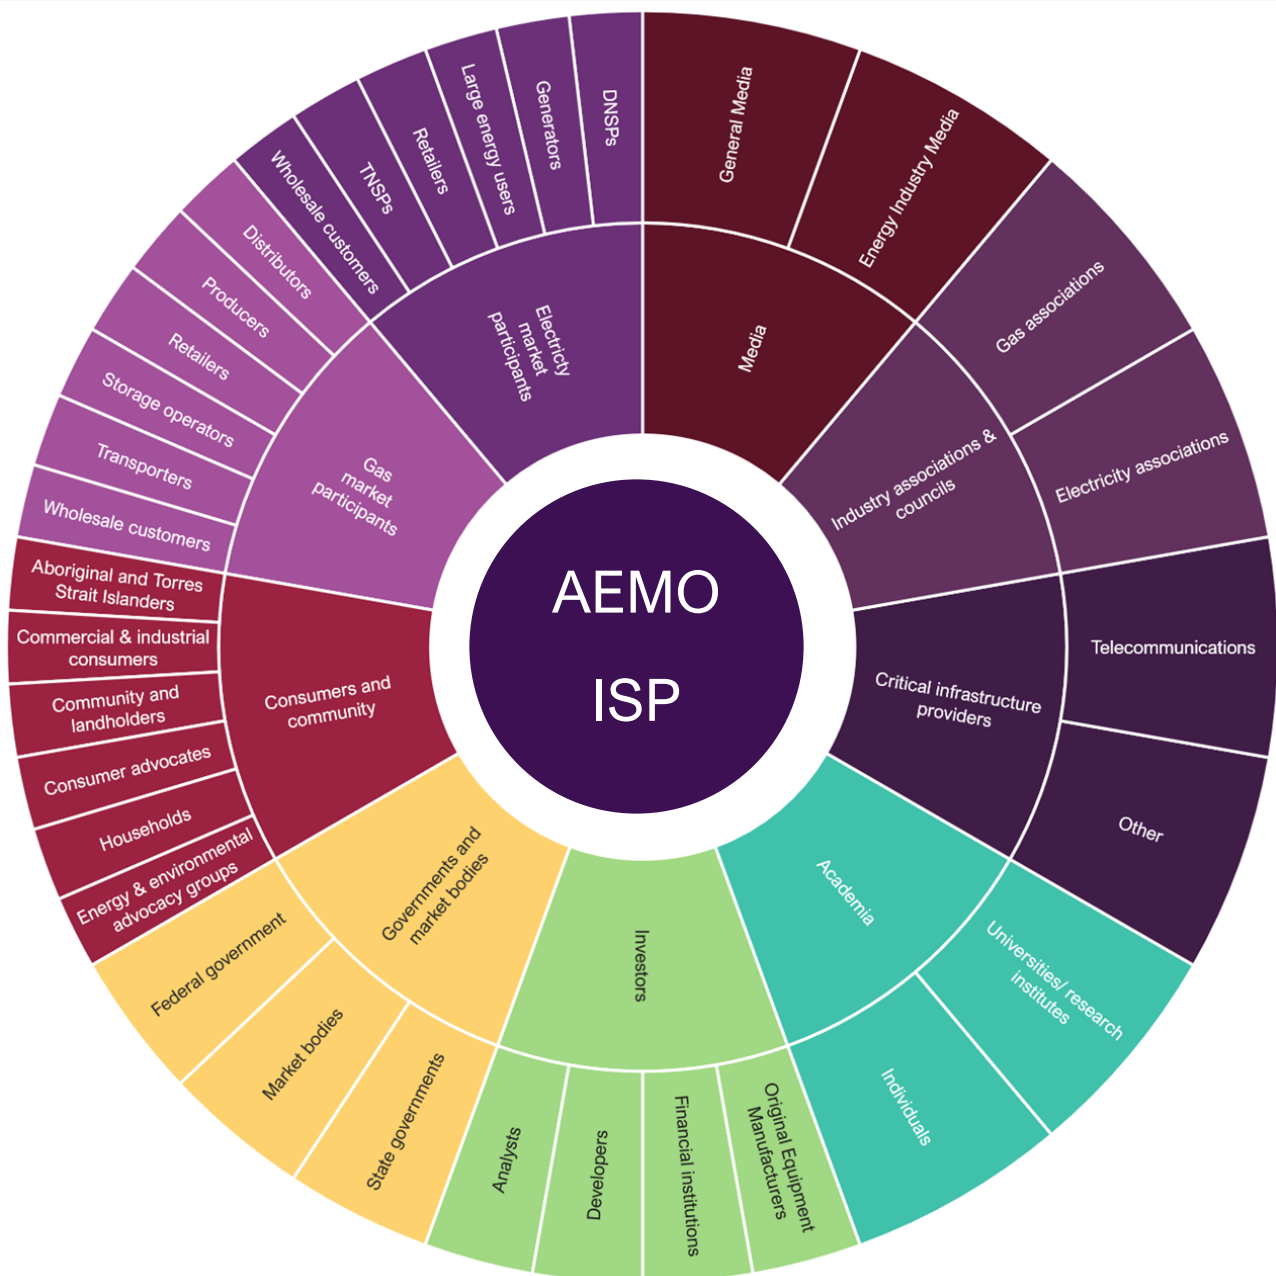 AEMO
ISP
Media
General Media
Energy Industry Media
Industry associations &
councils
Gas associations
Electricity associations
Critical infrastructure
providers
Telecommunications
Other
Academia
Universities/ research
institutes
Individuals
Investors
Original Equipment
Manufacturers
Financial institutions
Developers
Analysts
Governments and
market bodies
State governments
Market bodies
Federal government
Consumers and
community
Energy & environmental
advocacy groups
Households
Consumer advocates
Community and
landholders
Commercial & industrial
consumers
Aboriginal and Torres
Strait Islanders
Gas
market
participants
Wholesale customers
Transporters
Storage operators
Retailers
Producers
Distributors
Electricty
market
participants
Wholesale customers
TNSPs
Retailers
Large energy users
Generators
DNSPs